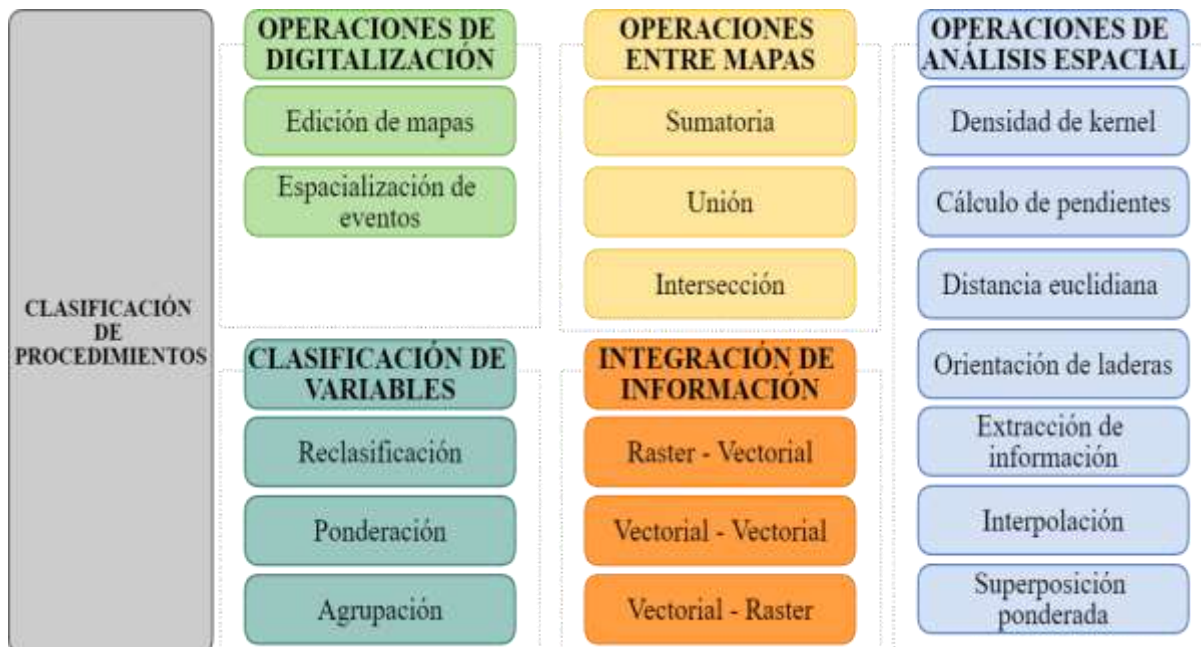 CLASIFICACIÓN
DE
PROCEDIMIENTOS
OPERACIONES DE
DIGITALIZACIÓN
Edición de mapas
Espacialización de
eventos
OPERACIONES
ENTRE MAPAS
Sumatoria
Unión
Intersección
OPERACIONES DE
ANÁLISIS ESPACIAL
Densidad de kernel
Cálculo de pendientes
Distancia euclidiana
Orientación de laderas
Extracción de
información
Interpolación
Superposición
ponderada
CLASIFICACIÓN DE
VARIABLES
Reclasificación
Ponderación
Agrupación
INTEGRACIÓN DE
INFORMACIÓN
Raster - Vectorial
Vectorial - Vectorial
Vectorial - Raster